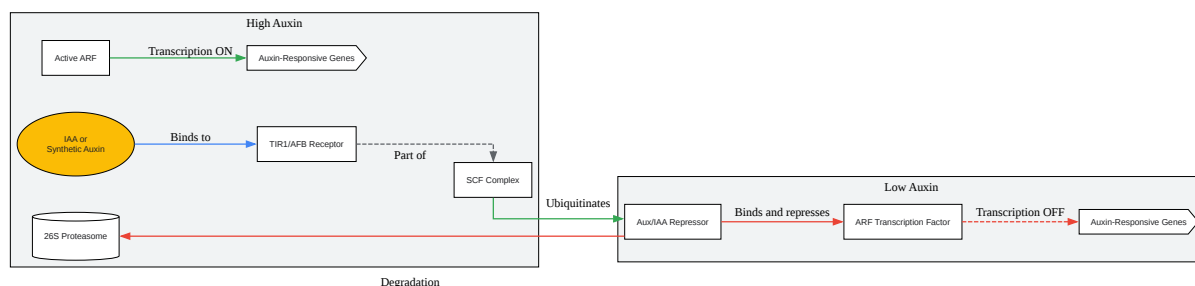 High Auxin
Active ARF
Transcription ON
Auxin-Responsive Genes
IAA or
Synthetic Auxin
Binds to
TIR1/AFB Receptor
Part of
SCF Complex
Ubiquitinates
26S Proteasome
Degradation
Low Auxin
Aux/IAA Repressor
Binds and represses
ARF Transcription Factor
Transcription OFF
Auxin-Responsive Genes